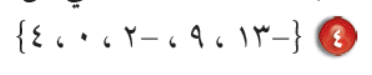 ٤ {−١٣ ، ٩ ، −٢ ، ٠ ، ٤}